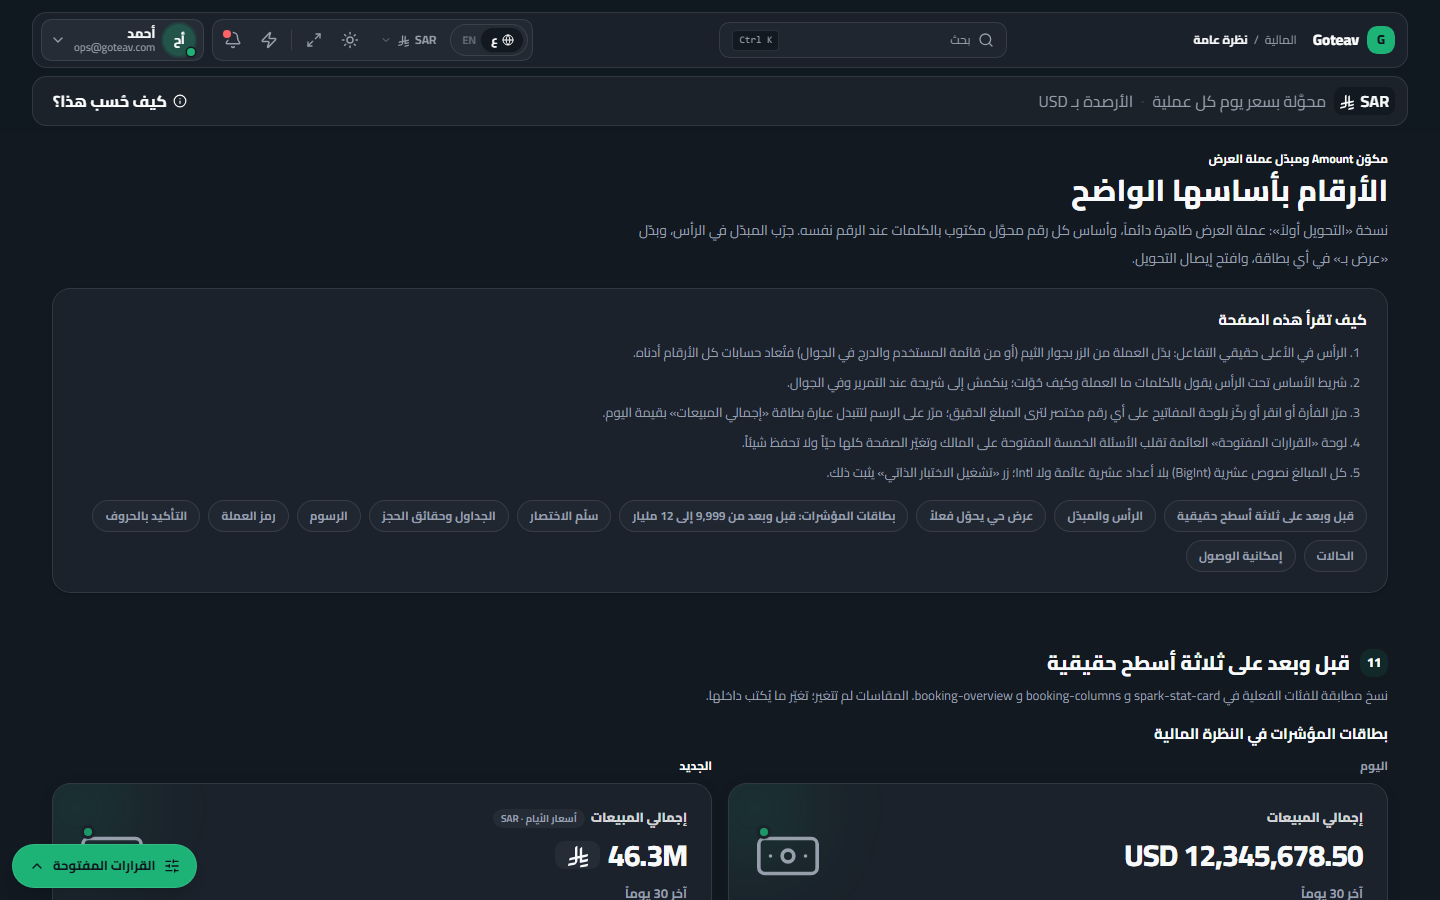 G Goteav المالية / نظرة عامة
بحث Ctrl K
ع EN
SAR
أحمد
ops@goteav.com
أح
SAR محوَّلة بسعر يوم كل عملية · الأرصدة بـ USD
كيف حُسب هذا؟
مكوّن Amount ومبدّل عملة العرض
الأرقام بأساسها الواضح
نسخة «التحويل أولاً»: عملة العرض ظاهرة دائماً، وأساس كل رقم محوَّل مكتوب بالكلمات عند الرقم نفسه. جرّب المبدّل في الرأس، وبدّل
«عرض بـ» في أي بطاقة، وافتح إيصال التحويل.
كيف تقرأ هذه الصفحة
1. الرأس في الأعلى حقيقي التفاعل: بدّل العملة من الزر بجوار الثيم (أو من قائمة المستخدم والدرج في الجوال) فتُعاد حسابات كل الأرقام أدناه.
2. شريط الأساس تحت الرأس يقول بالكلمات ما العملة وكيف حُوّلت؛ ينكمش إلى شريحة عند التمرير وفي الجوال.
3. مرّر الفأرة أو انقر أو ركّز بلوحة المفاتيح على أي رقم مختصر لترى المبلغ الدقيق؛ مرّر على الرسم لتتبدل عبارة بطاقة «إجمالي المبيعات» بقيمة اليوم.
4. لوحة «القرارات المفتوحة» العائمة تقلب الأسئلة الخمسة المفتوحة على المالك وتغيّر الصفحة كلها حيّاً ولا تحفظ شيئاً.
5. كل المبالغ نصوص عشرية (BigInt) بلا أعداد عشرية عائمة ولا Intl؛ زر «تشغيل الاختبار الذاتي» يثبت ذلك.
قبل وبعد على ثلاثة أسطح حقيقية
الرأس والمبدّل
عرض حي يحوّل فعلاً
بطاقات المؤشرات: قبل وبعد من 9,999 إلى 12 مليار
سلّم الاختصار
الجداول وحقائق الحجز
الرسوم
رمز العملة
التأكيد بالحروف
الحالات
إمكانية الوصول
11 قبل وبعد على ثلاثة أسطح حقيقية
نسخ مطابقة للفئات الفعلية في spark-stat-card و booking-columns و booking-overview. المقاسات لم تتغير؛ تغيّر ما يُكتب داخلها.
بطاقات المؤشرات في النظرة المالية
اليوم
إجمالي المبيعات
USD 12,345,678.50
آخر 30 يوماً
الجديد
إجمالي المبيعات أسعار الأيام · SAR
46.3M
آخر 30 يوماً
القرارات المفتوحة